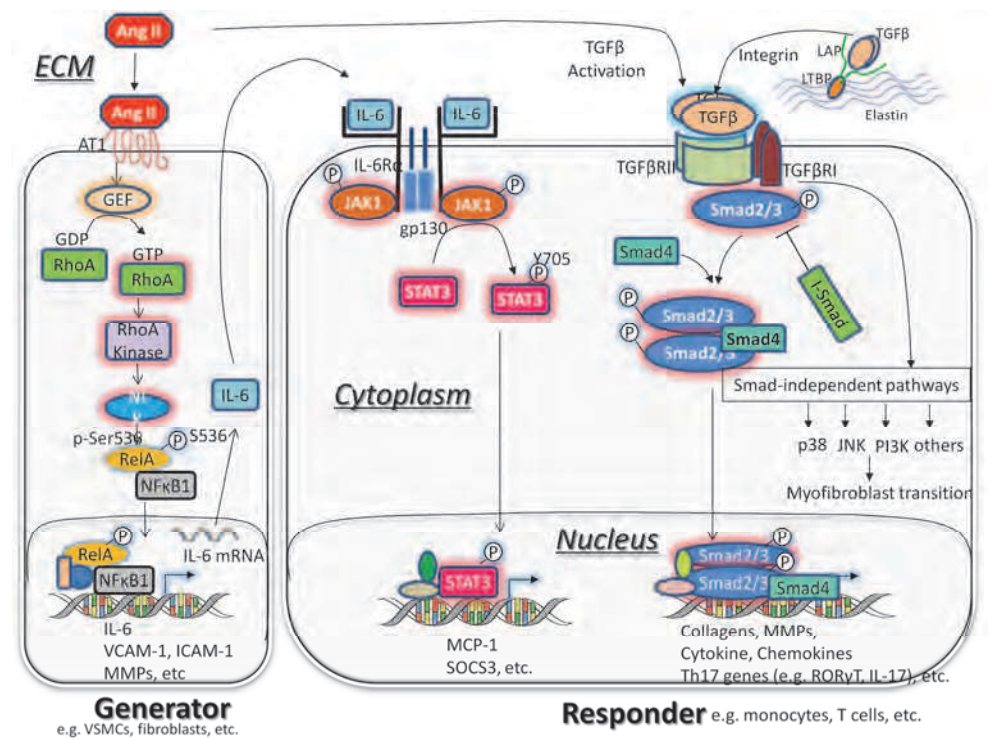 Ang II
ECM
Ang II
AT1
GEF
GDP
RhoA
GTP
RhoA
RhoA
Kinase
p-Ser536
S536
P
RelA
NFκB1
IL-6
IL-6 mRNA
P
RelA
NFκB1
IL-6
VCAM-1, ICAM-1
MMPs, etc
Generator
e.g. VSMCs, fibroblasts, etc.
IL-6
IL-6
IL-6Rα
P
JAK1
JAK1
P
gp130
STAT3
Y705
P
STAT3
Cytoplasm
Nucleus
P
STAT3
MCP-1
SOCS3, etc.
TGFβ
Activation
Integrin
LAP
TGFβ
LTBP
Elastin
TGFβ
TGFβRII
TGFβRI
Smad2/3
P
Smad4
I-Smad
P
Smad2/3
P
Smad4
Smad2/3
Smad-independent pathways
p38 JNK PI3K others
Myofibroblast transition
P
Smad2/3
P
Smad2/3
Smad4
Collagens, MMPs,
Cytokine, Chemokines
Th17 genes (e.g. RORγT, IL-17), etc.
Responder e.g. monocytes, T cells, etc.